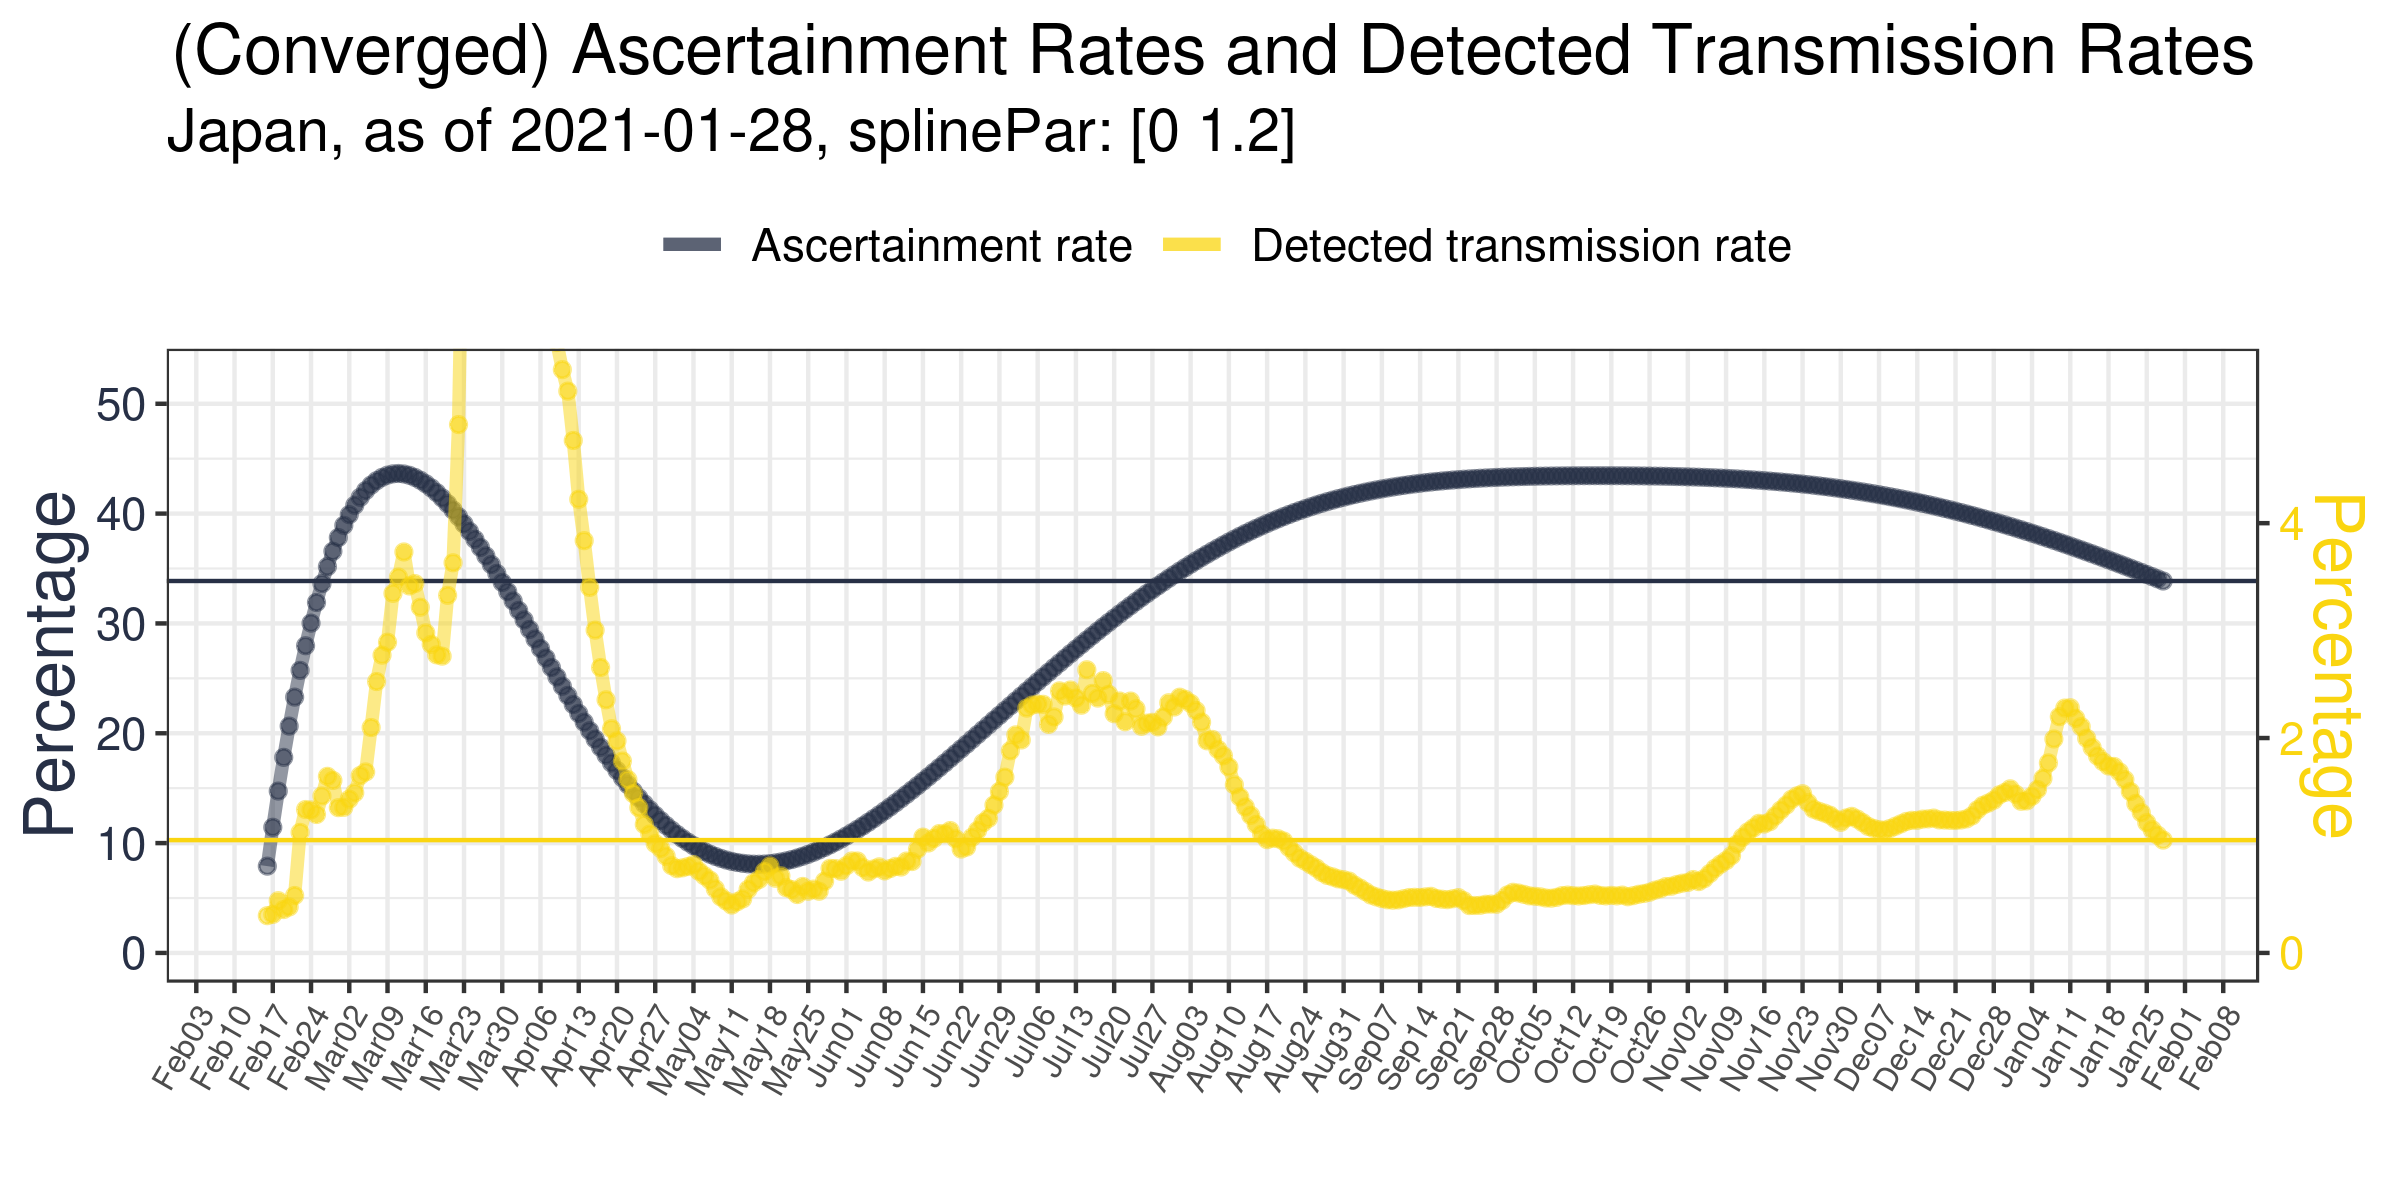 (Converged) Ascertainment Rates and Detected Transmission Rates
Japan, as of 2021-01-28, splinePar: [0 1.2]
Ascertainment rate
Detected transmission rate
Percentage
50
40
30
20
10
0
4
2
0
Percentage
Feb03
Feb10
Feb17
Feb24
Mar02
Mar09
Mar16
Mar23
Mar30
Apr06
Apr13
Apr20
Apr27
May04
May11
May18
May25
Jun01
Jun08
Jun15
Jun22
Jun29
Jul06
Jul13
Jul20
Jul27
Aug03
Aug10
Aug17
Aug24
Aug31
Sep07
Sep14
Sep21
Sep28
Oct05
Oct12
Oct19
Oct26
Nov02
Nov09
Nov16
Nov23
Nov30
Dec07
Dec14
Dec21
Dec28
Jan04
Jan11
Jan18
Jan25
Feb01
Feb08